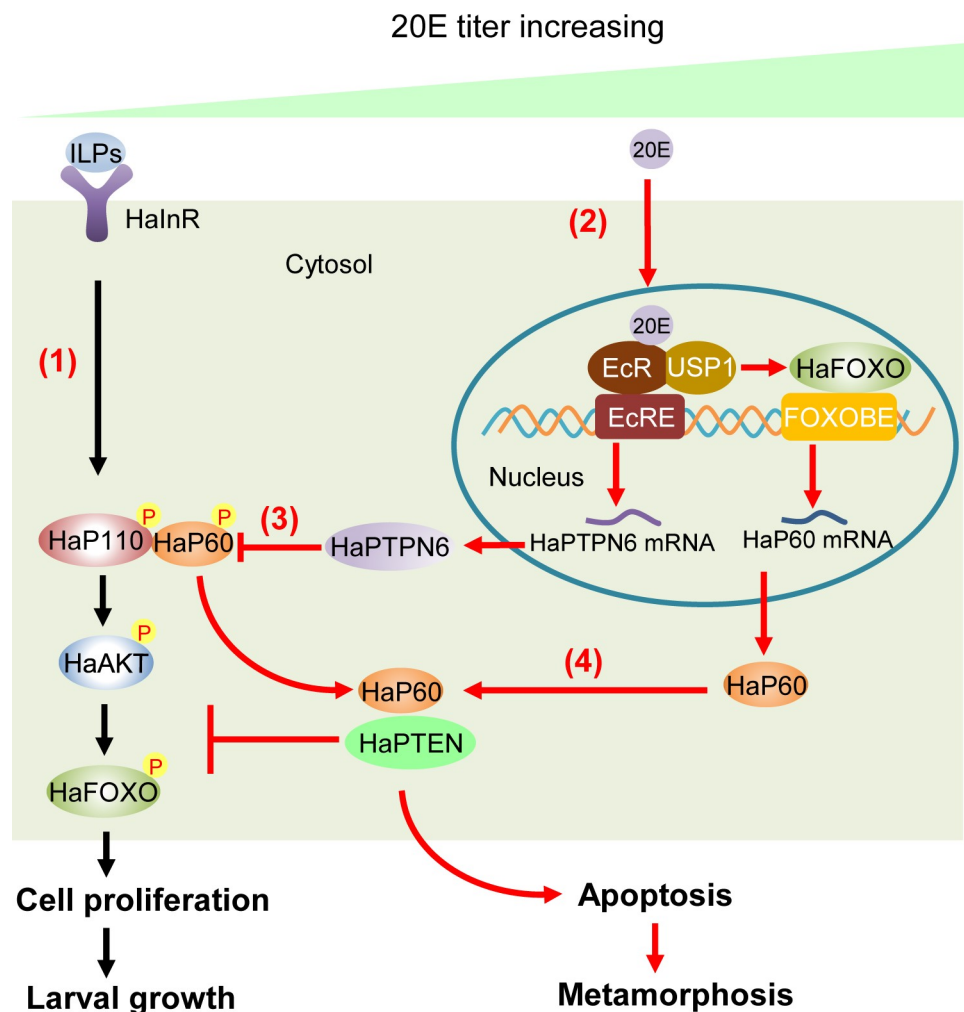 20E titer increasing
ILPs
HaInR
20E
(2)
Cytosol
20E
EcR
USP1
HaFOXO
(1)
EcRE
FOXOBE
Nucleus
P
P
(3)
HaP110
HaP60
HaPTPN6
HaPTPN6 mRNA
HaP60 mRNA
P
HaAKT
(4)
HaP60
HaP60
HaPTEN
P
HaFOXO
Cell proliferation
Apoptosis
Larval growth
Metamorphosis